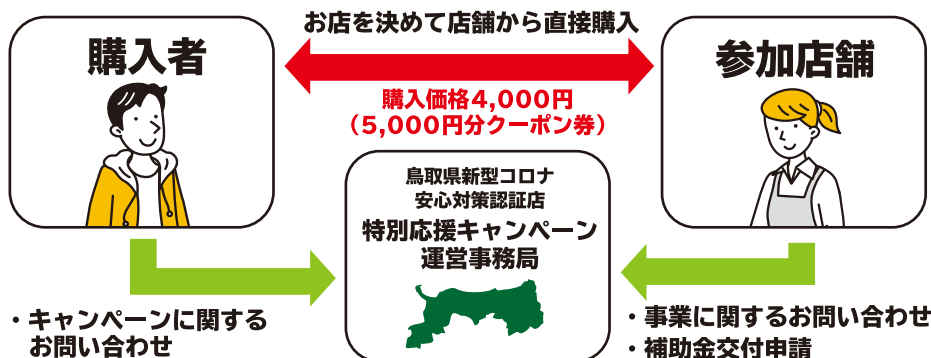 お店を決めて店舗から直接購入
購入者
参加店舗
購入価格4,000円
（5,000円分クーポン券）
鳥取県新型コロナ
安心対策認証店
特別応援キャンペーン
運営事務局
・キャンペーンに関する
お問い合わせ
・事業に関するお問い合わせ
・補助金交付申請